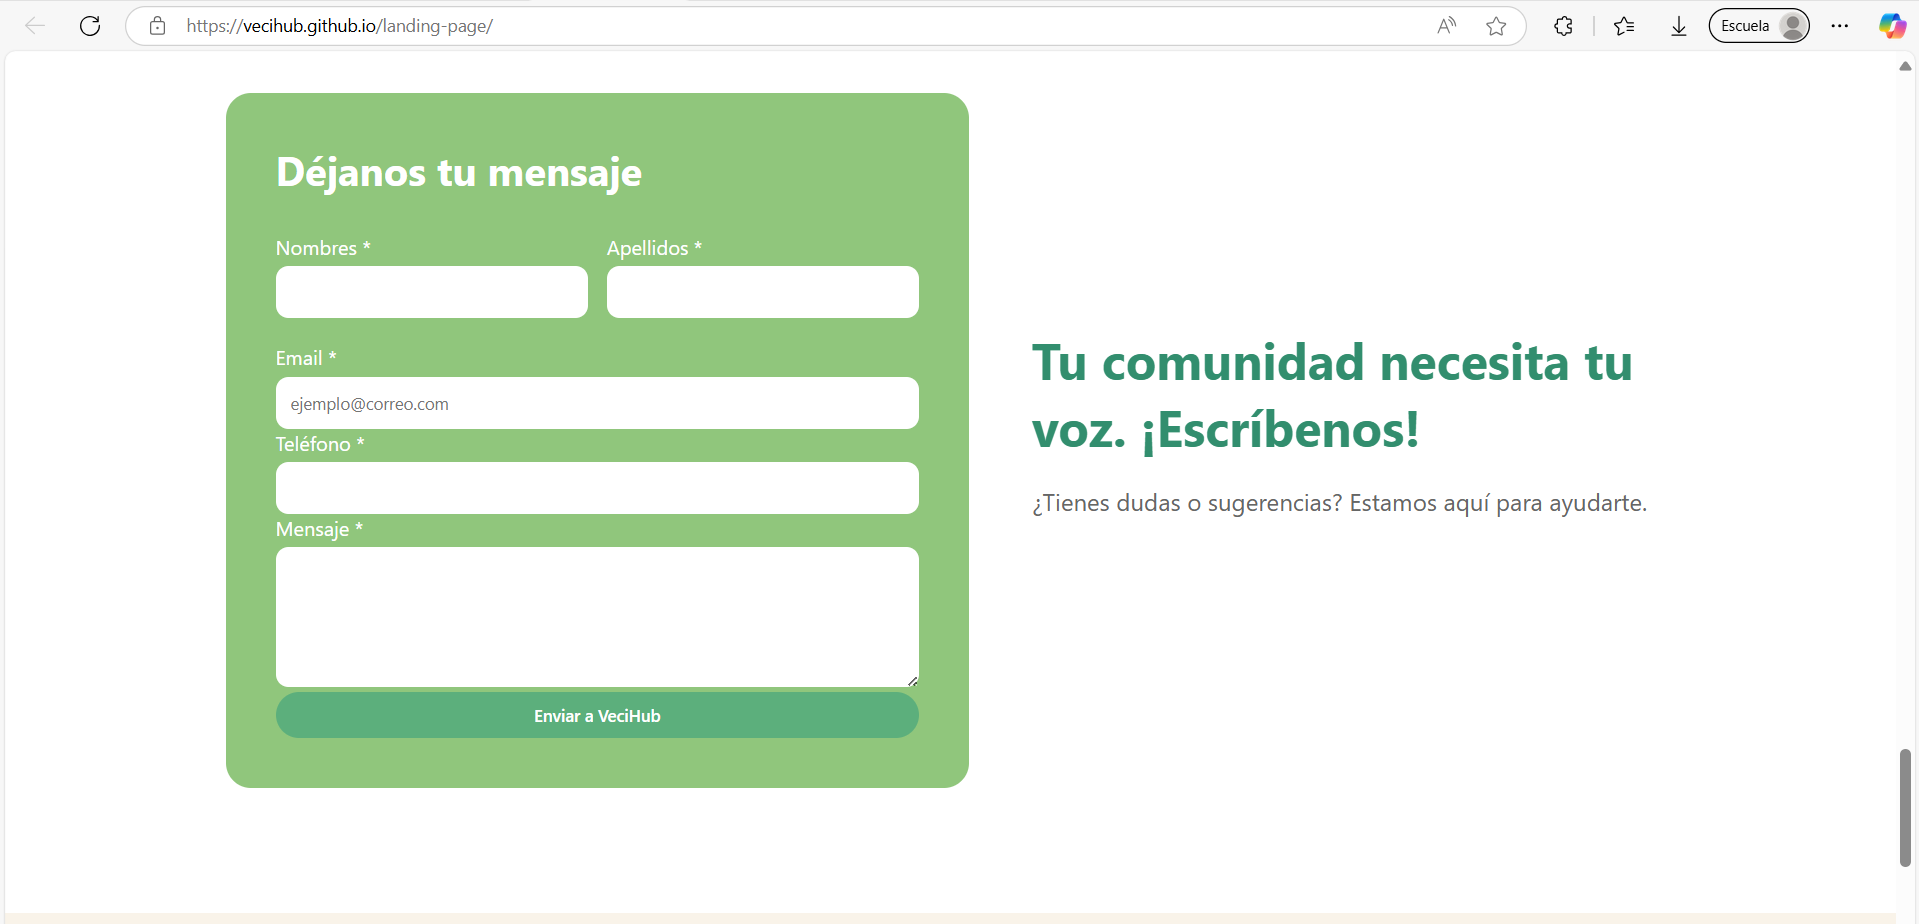 https://vecihub.github.io/landing-page/
Escuela
Déjanos tu mensaje
Nombres *
Apellidos *
Email *
ejemplo@correo.com
Teléfono *
Mensaje *
Enviar a VeciHub
Tu comunidad necesita tu
voz. ¡Escríbenos!
¿Tienes dudas o sugerencias? Estamos aquí para ayudarte.